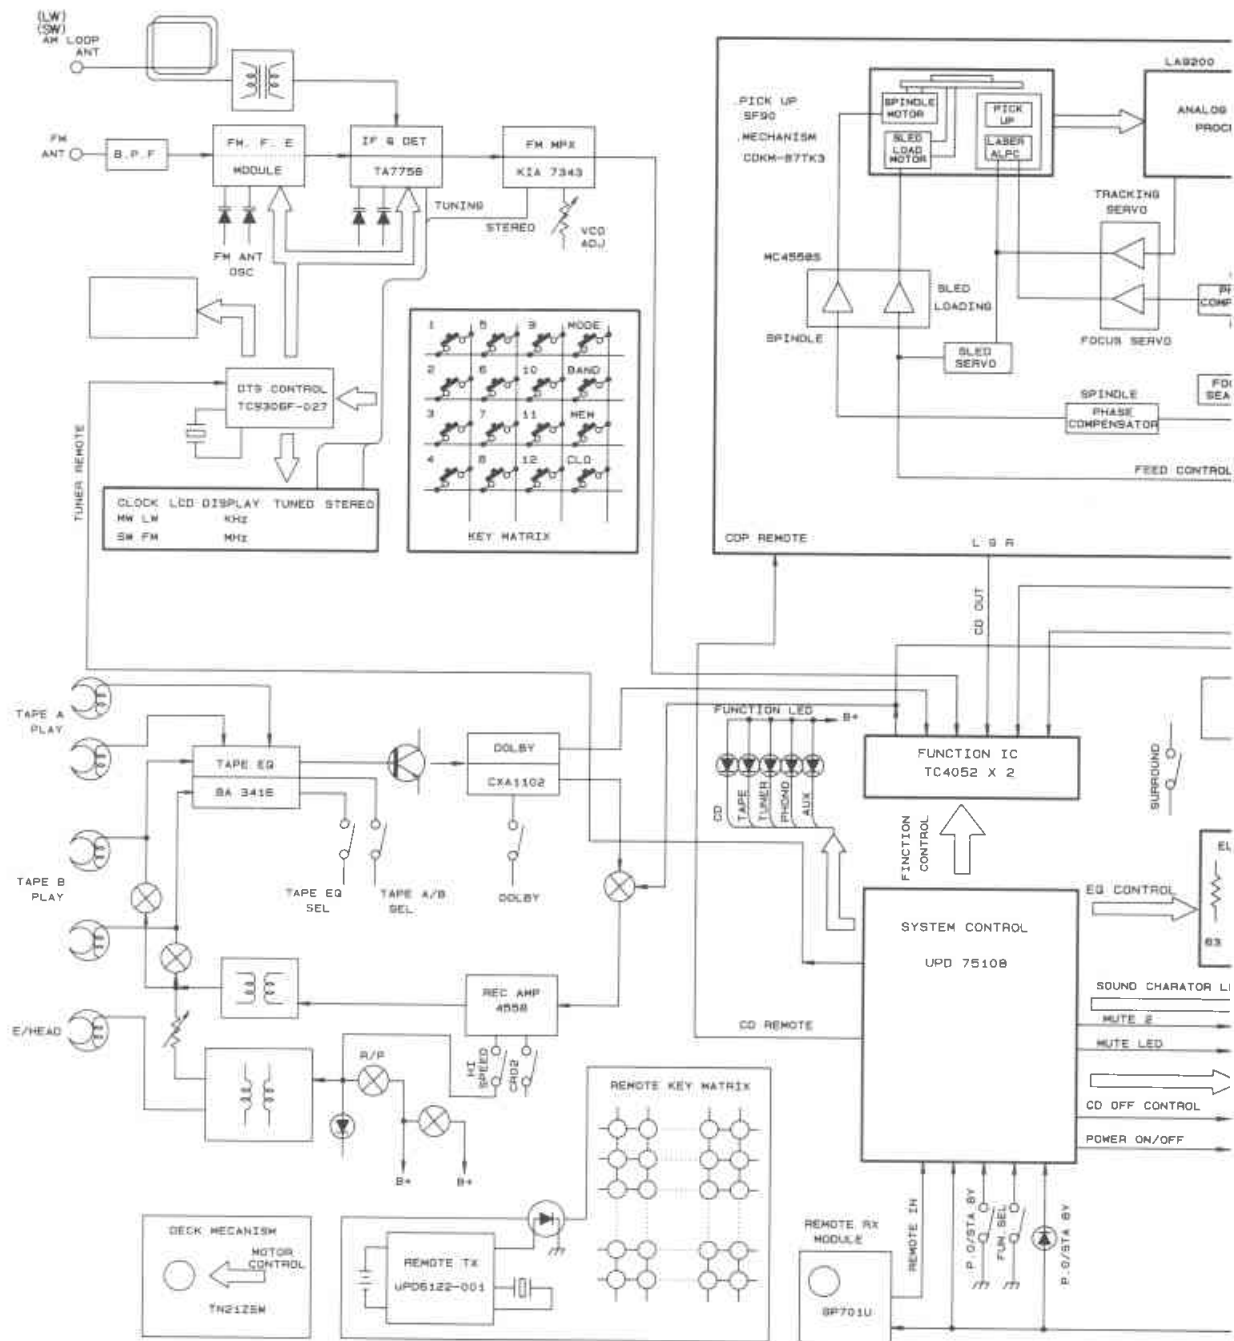 (LW)
(SW)
AM LOOP
ANT
FM
ANT
B.P.F
FM. F. E
MODULE
IF & DET
TA7758
FM MPX
KIA 7343
TUNING
STEREO
VCO
ADJ
FM ANT
OSC
DTS CONTROL
TC9306F-027
TUNER REMOTE
CLOCK LCD DISPLAY TUNED STEREO
MW LW KHz
SW FM MHz
1 5 9 MODE
2 6 10 BAND
3 7 11 MEM
4 8 12 CLO
KEY MATRIX
.PICK UP
SF90
.MECHANISM
CDKM-87TK3
SPINDLE
MOTOR
SLED
LOAD
MOTOR
PICK
UP
LASER
ALPC
LA9200
ANALOG
TRACKING
SERVO
FOCUS SERVO
MC4558S
SLED
LOADING
SPINDLE
SLED
SERVO
SPINDLE
PHASE
COMPENSATOR
FEED CONTROL
CDP REMOTE
L & R
CD OUT
TAPE A
PLAY
TAPE EQ
BA 3416
DOLBY
CXA1102
TAPE EQ
SEL
TAPE A/B
SEL
DOLBY
TAPE B
PLAY
E/HEAD
REC AMP
4558
HI
SPEED
CRO2
R/P
B+
B+
FUNCTION LED
B+
CD
TAPE
TUNER
PHONO
AUX
FUNCTION IC
TC4052 X 2
FINCTION
CONTROL
SURROUND
SYSTEM CONTROL
UPD 75108
EQ CONTROL
63
SOUND CHARATOR
MUTE 2
MUTE LED
CD OFF CONTROL
POWER ON/OFF
CD REMOTE
REMOTE IN
P.O/STA BY
FUN.SEL
P.O/STA BY
REMOTE RX
MODULE
GP701U
REMOTE KEY MATRIX
REMOTE TX
UPD6122-001
DECK MECANISM
MOTOR
CONTROL
TN21ZSW